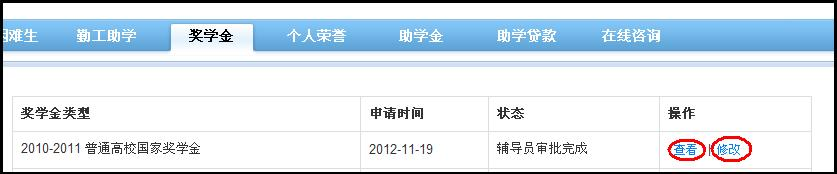 困难生 勤工助学 奖学金 个人荣誉 助学金 助学贷款 在线咨询
奖学金类型 申请时间 状态 操作
2010-2011 普通高校国家奖学金 2012-11-19 辅导员审批完成 查看 | 修改